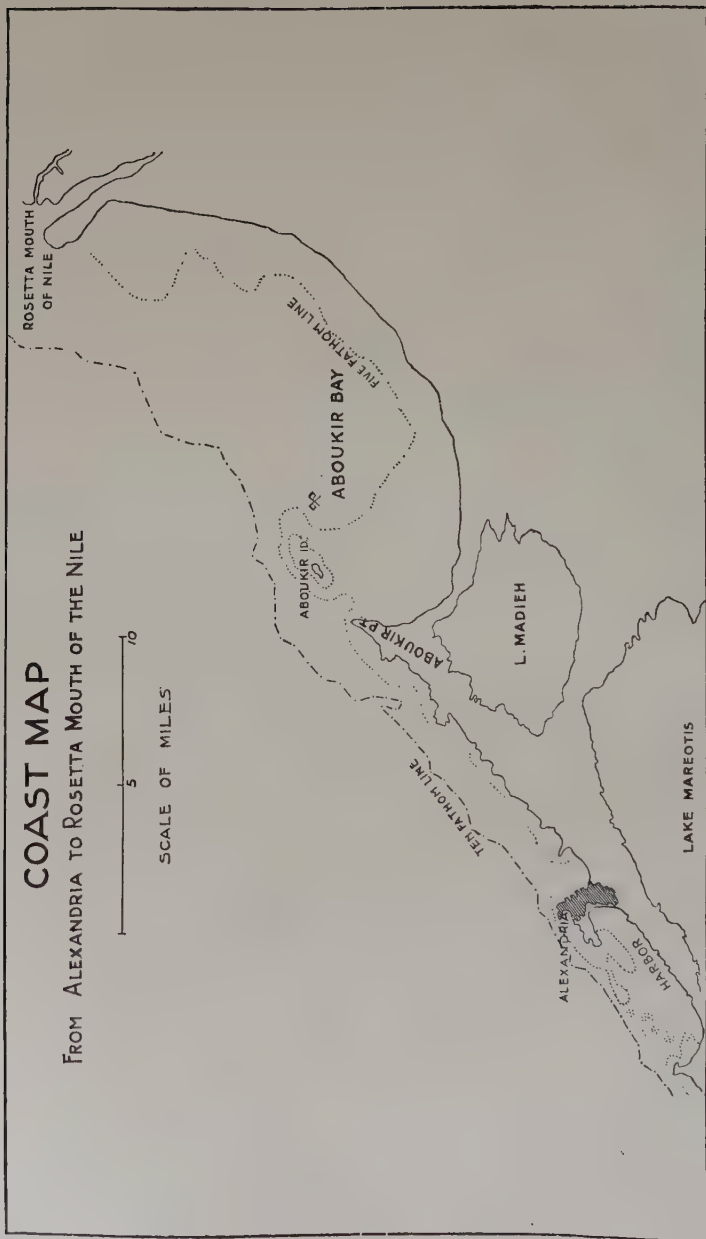 COAST MAP
FROM ALEXANDRIA TO ROSETTA MOUTH OF THE NILE
5
10
SCALE OF MILES
ROSETTA MOUTH
OF NILE
FIVE FATHOM LINE
ABOUKIR BAY
ABOUKIR ID.
ABOUKIR PT.
L. MADIEH
TEN FATHOM LINE
ALEXANDRIA
HARBOR
LAKE MAREOTIS